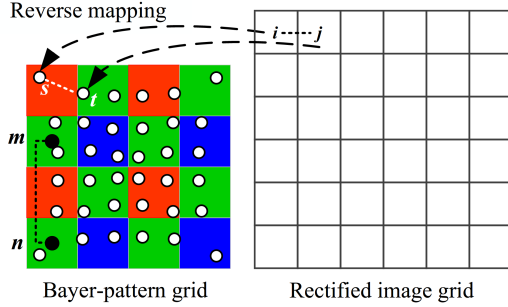 Reverse mapping
i j
s
t
m
n
Bayer-pattern grid
Rectified image grid